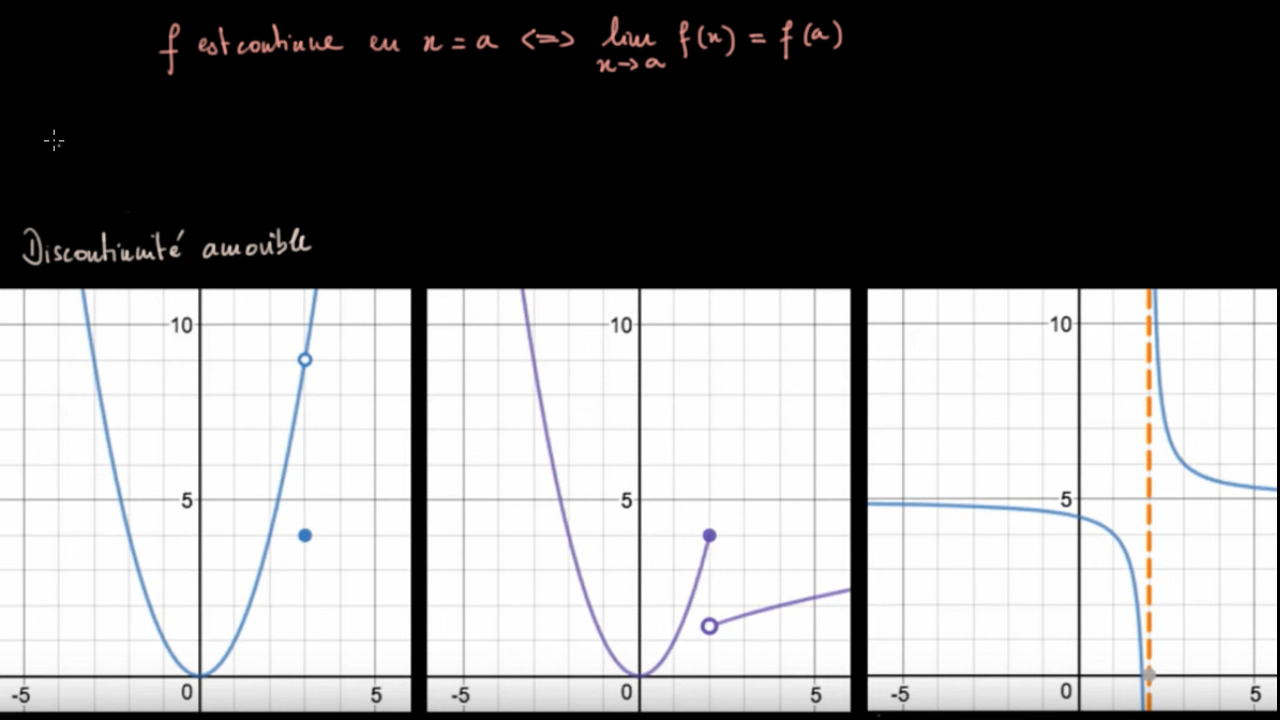 f est continue en x = a <=> lim f(x) = f(a)
x→a
Discontinuité amovible
10 10 10
5 5 5
-5 0 5 -5 0 5 -5 0 5